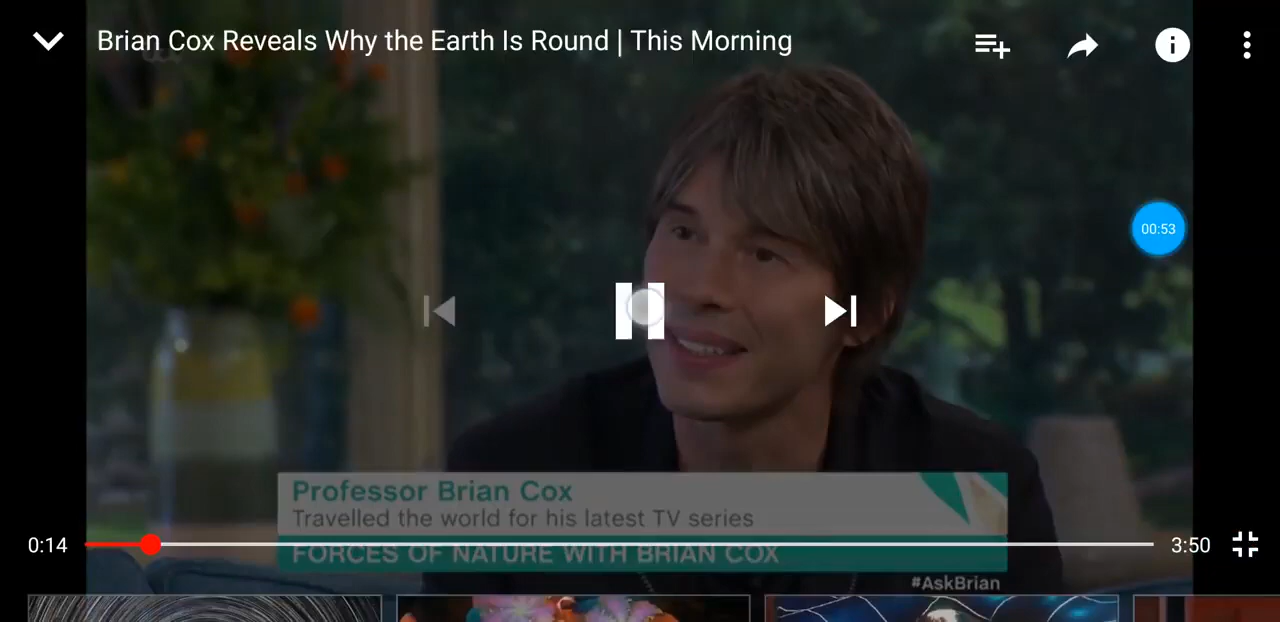 Brian Cox Reveals Why the Earth Is Round | This Morning
00:53
Professor Brian Cox
Travelled the world for his latest TV series
0:14
3:50
FORCES OF NATURE WITH BRIAN COX
#AskBrian